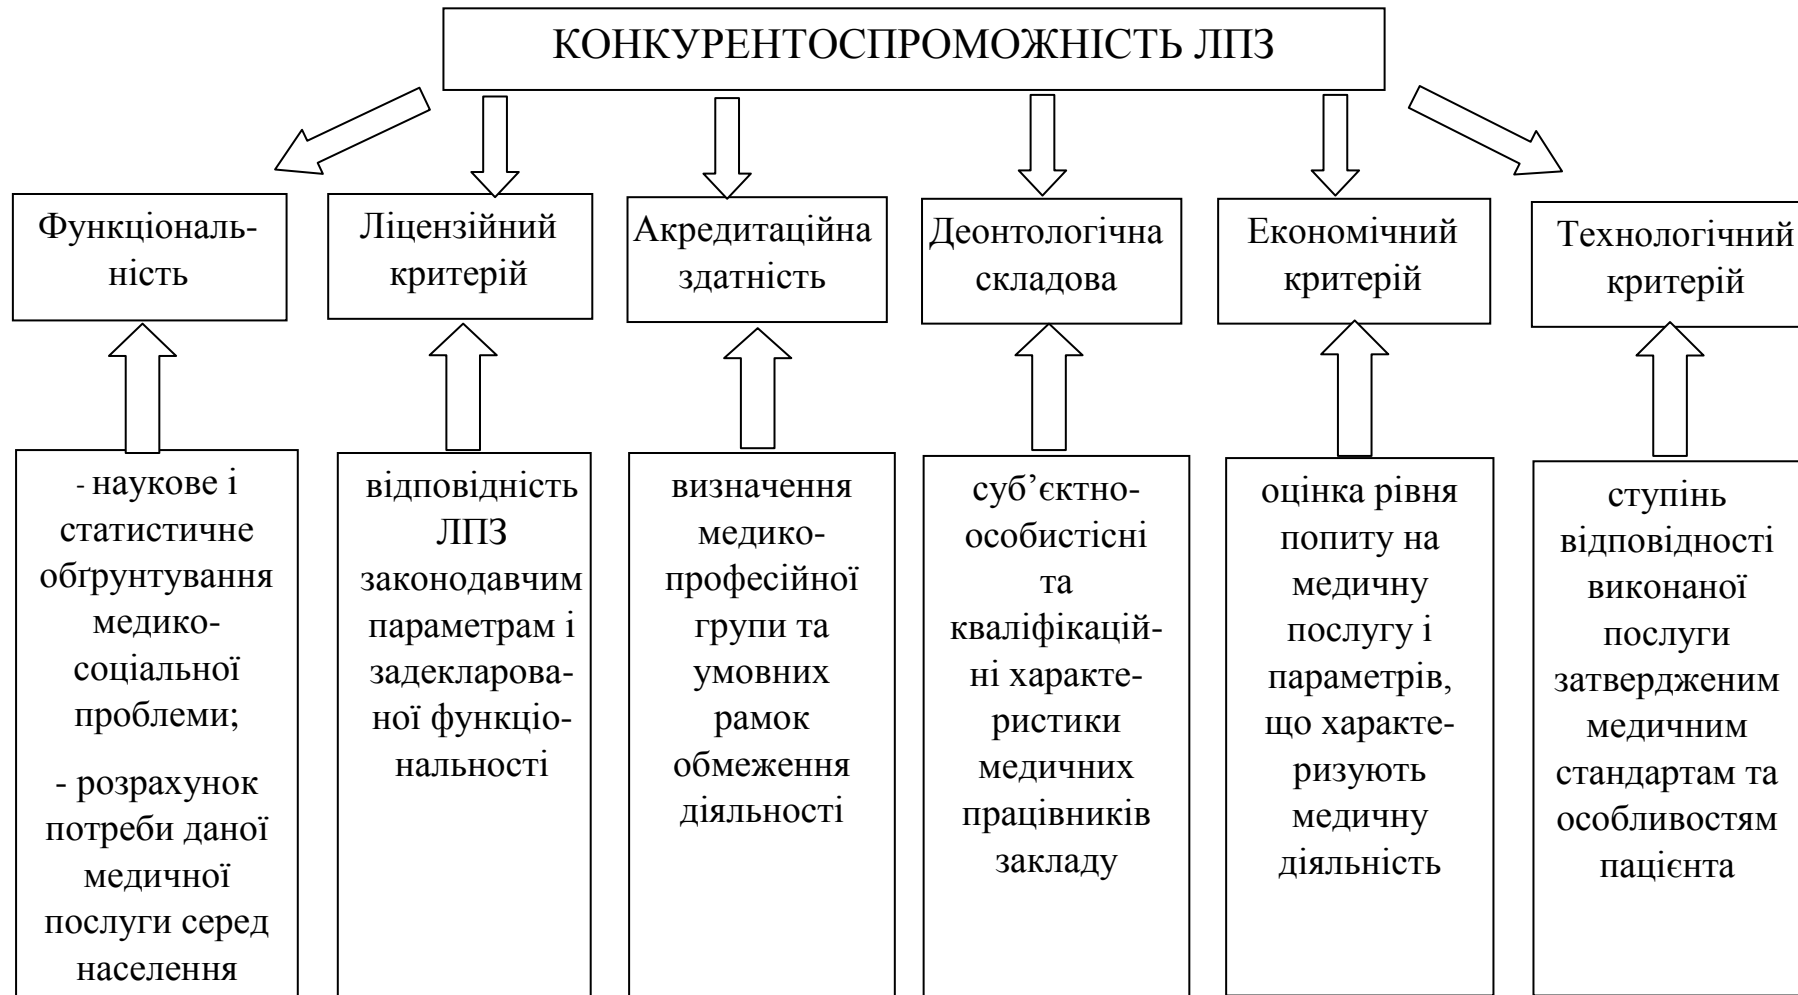 КОНКУРЕНТОСПРОМОЖНІСТЬ ЛПЗ
Функціональ-
ність
Ліцензійний
критерій
Акредитаційна
здатність
Деонтологічна
складова
Економічний
критерій
Технологічний
критерій
- наукове і
статистичне
обґрунтування
медико-
соціальної
проблеми;
- розрахунок
потреби даної
медичної
послуги серед
населення
відповідність
ЛПЗ
законодавчим
параметрам і
задекларова-
ної функціо-
нальності
визначення
медико-
професійної
групи та
умовних
рамок
обмеження
діяльності
суб’єктно-
особистісні
та
кваліфікацій-
ні характе-
ристики
медичних
працівників
закладу
оцінка рівня
попиту на
медичну
послугу і
параметрів,
що характе-
ризують
медичну
діяльність
ступінь
відповідності
виконаної
послуги
затвердженим
медичним
стандартам та
особливостям
пацієнта